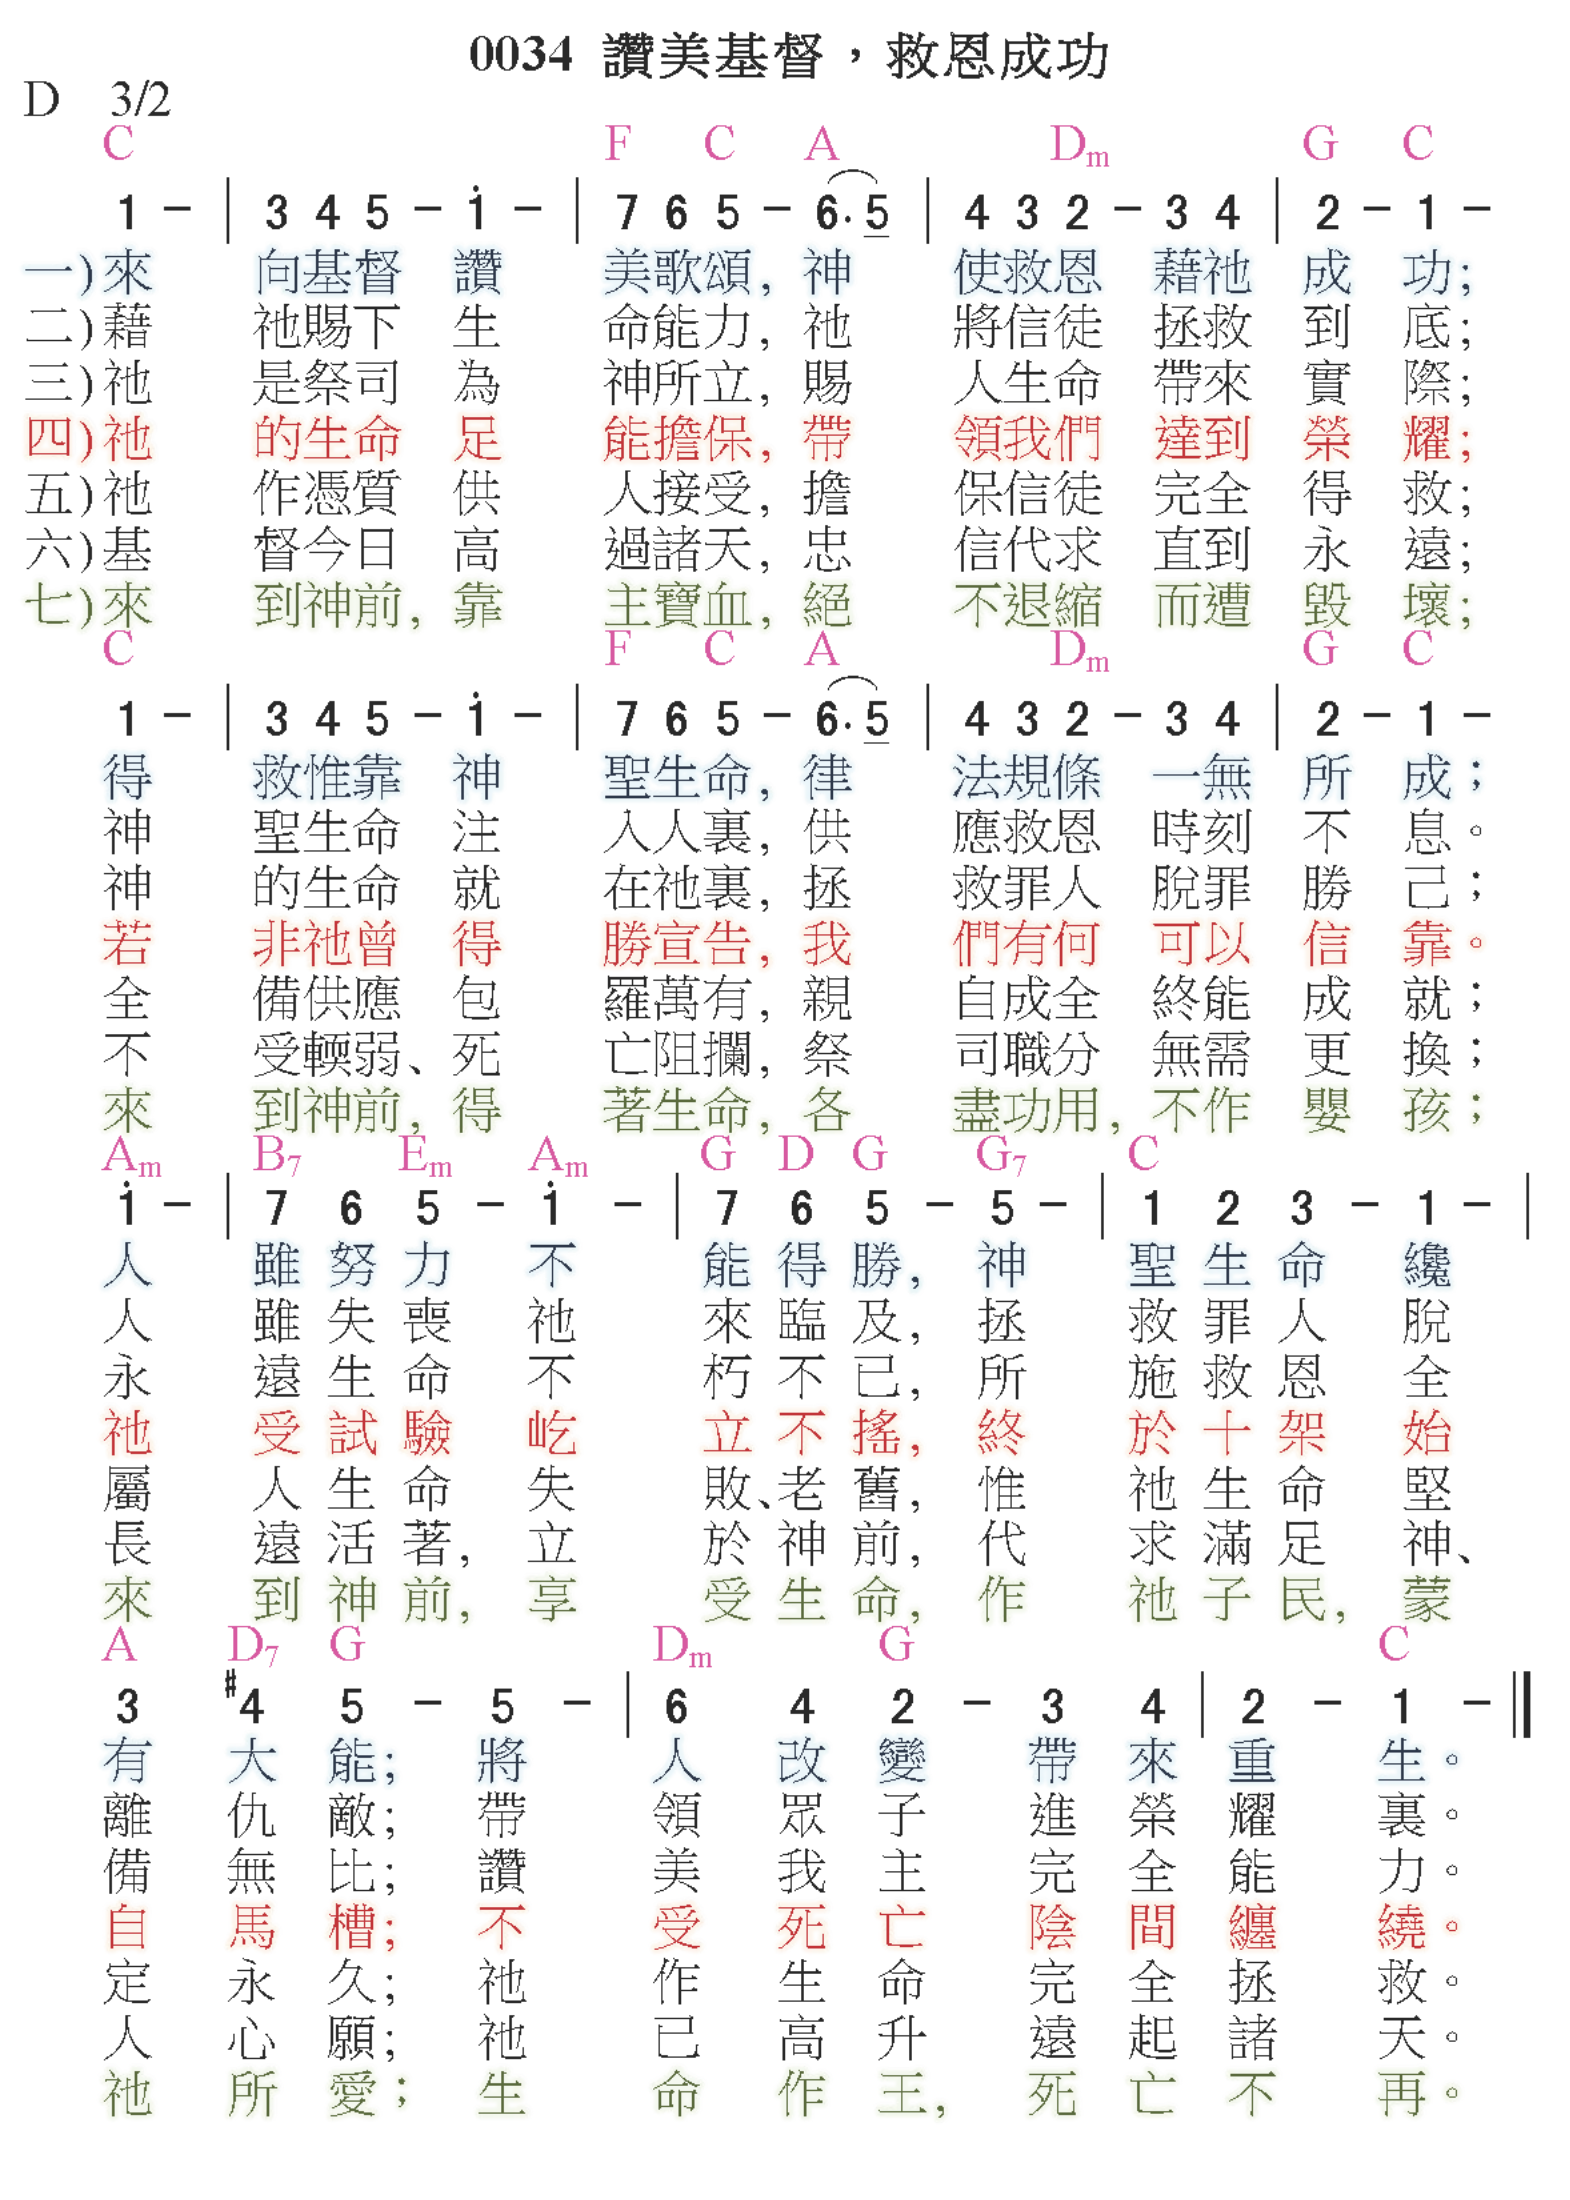 0034 讚美基督，救恩成功
D 3/2
C F C A Dm G C
1 － | 3 4 5 － i － | 7 6 5 － 6. 5 | 4 3 2 － 3 4 | 2 － 1 －
一)來 向基督 讚 美歌頌, 神 使救恩 藉祂 成 功;
二)藉 祂賜下 生 命能力, 祂 將信徒 拯救 到 底;
三)祂 是祭司 為 神所立, 賜 人生命 帶來 實 際;
四)祂 的生命 足 能擔保, 帶 領我們 達到 榮 耀;
五)祂 作憑質 供 人接受, 擔 保信徒 完全 得 救;
六)基 督今日 高 過諸天, 忠 信代求 直到 永 遠;
七)來 到神前, 靠 主寶血, 絕 不退縮 而遭 毀 壞;
C F C A Dm G C
1 － | 3 4 5 － i － | 7 6 5 － 6. 5 | 4 3 2 － 3 4 | 2 － 1 －
得 救惟靠 神 聖生命, 律 法規條 一無 所 成；
神 聖生命 注 入人裏, 供 應救恩 時刻 不 息。
神 的生命 就 在祂裏, 拯 救罪人 脫罪 勝 己；
若 非祂曾 得 勝宣告, 我 們有何 可以 信 靠。
全 備供應 包 羅萬有, 親 自成全 終能 成 就；
不 受輭弱、死 亡阻攔, 祭 司職分 無需 更 換；
來 到神前, 得 著生命, 各 盡功用, 不作 嬰 孩；
Am B7 Em Am G D G G7 C
i － | 7 6 5 － i － | 7 6 5 － 5 － | 1 2 3 － 1 － |
人 雖 努 力 不 能 得 勝, 神 聖 生 命 纔
人 雖 失 喪 祂 來 臨 及, 拯 救 罪 人 脫
永 遠 生 命 不 朽 不 已, 所 施 救 恩 全
祂 受 試 驗 屹 立 不 搖, 終 於 十 架 始
屬 人 生 命 失 敗、老 舊, 惟 祂 生 命 堅
長 遠 活 著, 立 於 神 前, 代 求 滿 足 神、
來 到 神 前, 享 受 生 命, 作 祂 子 民, 蒙
A D7 G Dm G C
3 #4 5 － 5 － | 6 4 2 － 3 4 | 2 － 1 － ||
有 大 能; 將 人 改 變 帶 來 重 生。
離 仇 敵; 帶 領 眾 子 進 榮 耀 裏。
備 無 比; 讚 美 我 主 完 全 能 力。
自 馬 槽; 不 受 死 亡 陰 間 纏 繞。
定 永 久; 祂 作 生 命 完 全 拯 救。
人 心 願; 祂 已 高 升 遠 起 諸 天。
祂 所 愛；生 命 作 王, 死 亡 不 再。